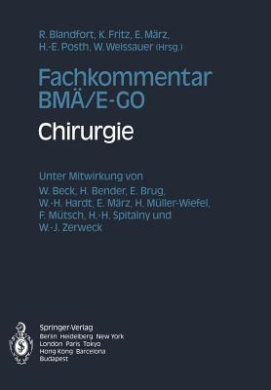 R. Blandfort, K. Fritz, E. März,
H.-E. Posth, W. Weissauer (Hrsg.)
Fachkommentar
BMÄ/E-GO
Chirurgie
Unter Mitwirkung von
W. Beck, H. Bender, E. Brug,
W.-H. Hardt, E. März, H. Müller-Wiefel,
F. Mütsch, H.-H. Spitalny und
W.-J. Zerweck
Springer-Verlag
Berlin Heidelberg New York
London Paris Tokyo
Hong Kong Barcelona
Budapest